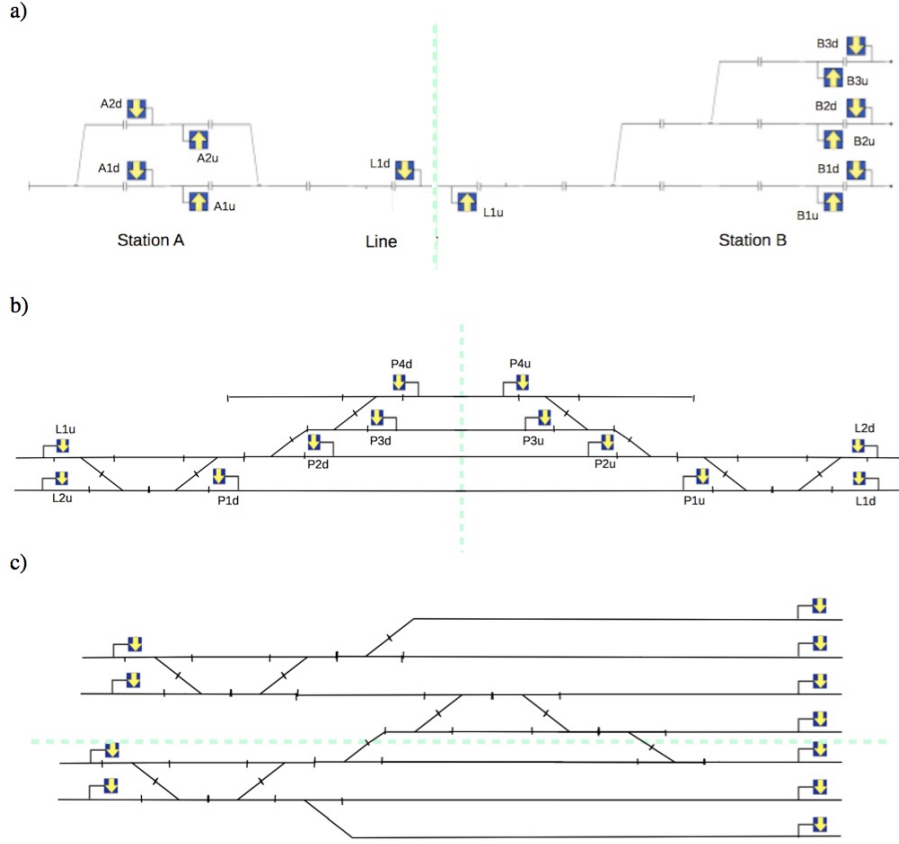 a)
B3d
B3u
A2d
B2d
A2u
B2u
A1d
L1d
B1d
A1u
L1u
B1u
Station A
Line
Station B
b)
P4d
P4u
L1u
P3d
P3u
L2d
P2d
P2u
L2u
P1d
P1u
L1d
c)